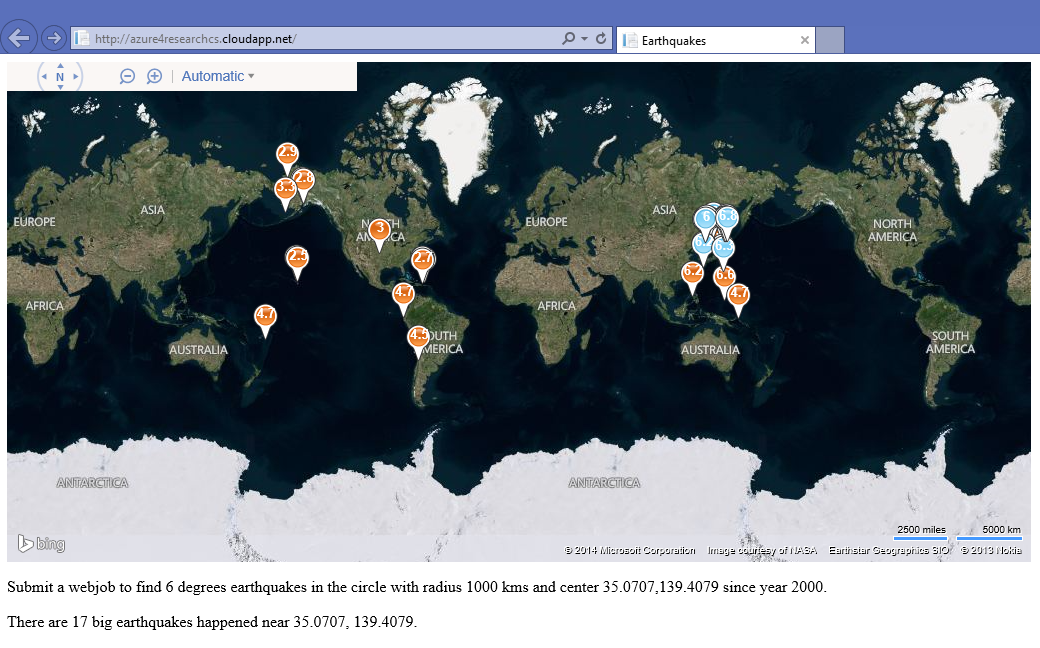 http://azure4researchcs.cloudapp.net/
Earthquakes
N
Automatic
2.9
2.8
3.3
3
2.5
2.7
4.7
4.7
4.5
6
6.8
6.3
6.2
6.6
4.7
EUROPE
ASIA
NORTH AMERICA
AFRICA
AUSTRALIA
SOUTH AMERICA
ANTARCTICA
EUROPE
ASIA
NORTH
AMERICA
AFRICA
AUSTRALIA
SOUTH
AMERICA
ANTARCTICA
bing
2500 miles
5000 km
© 2014 Microsoft Corporation Image courtesy of NASA Earthstar Geographics SIO © 2013 Nokia
Submit a webjob to find 6 degrees earthquakes in the circle with radius 1000 kms and center 35.0707,139.4079 since year 2000.
There are 17 big earthquakes happened near 35.0707, 139.4079.